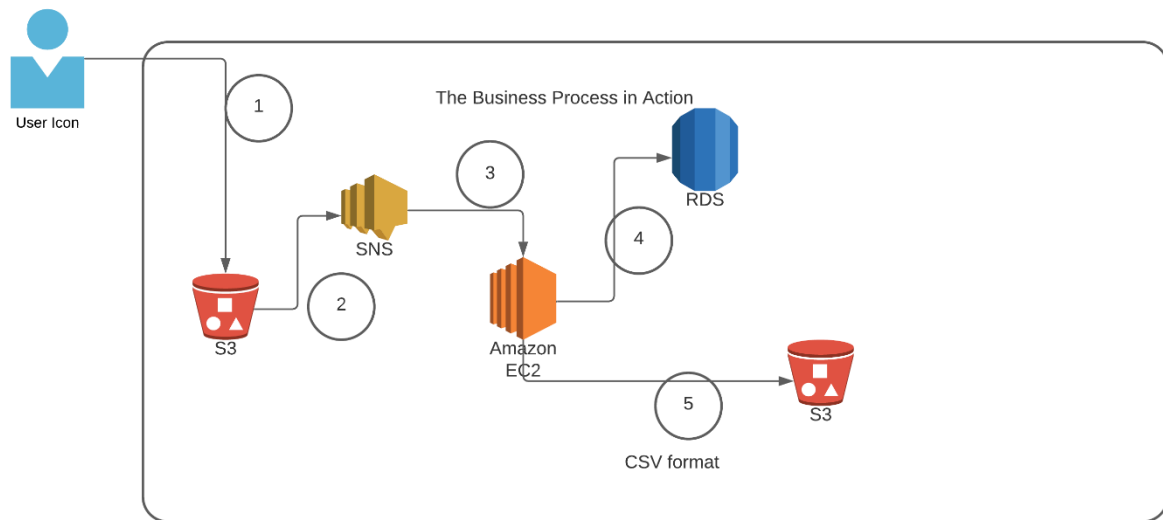 User Icon
1
The Business Process in Action
3
RDS
SNS
4
2
S3
Amazon
EC2
5
S3
CSV format